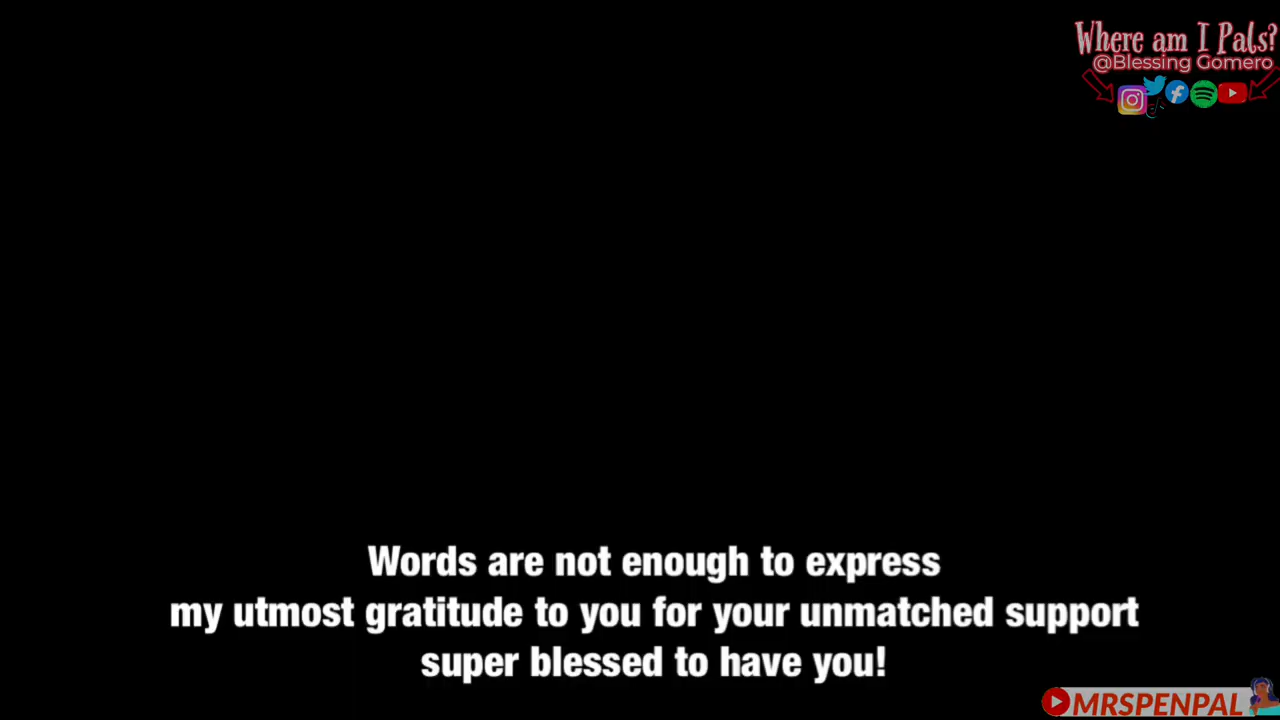 Where am I Pals?
@Blessing Gomero
Words are not enough to express
my utmost gratitude to you for your unmatched support
super blessed to have you!
MRSPENPAL